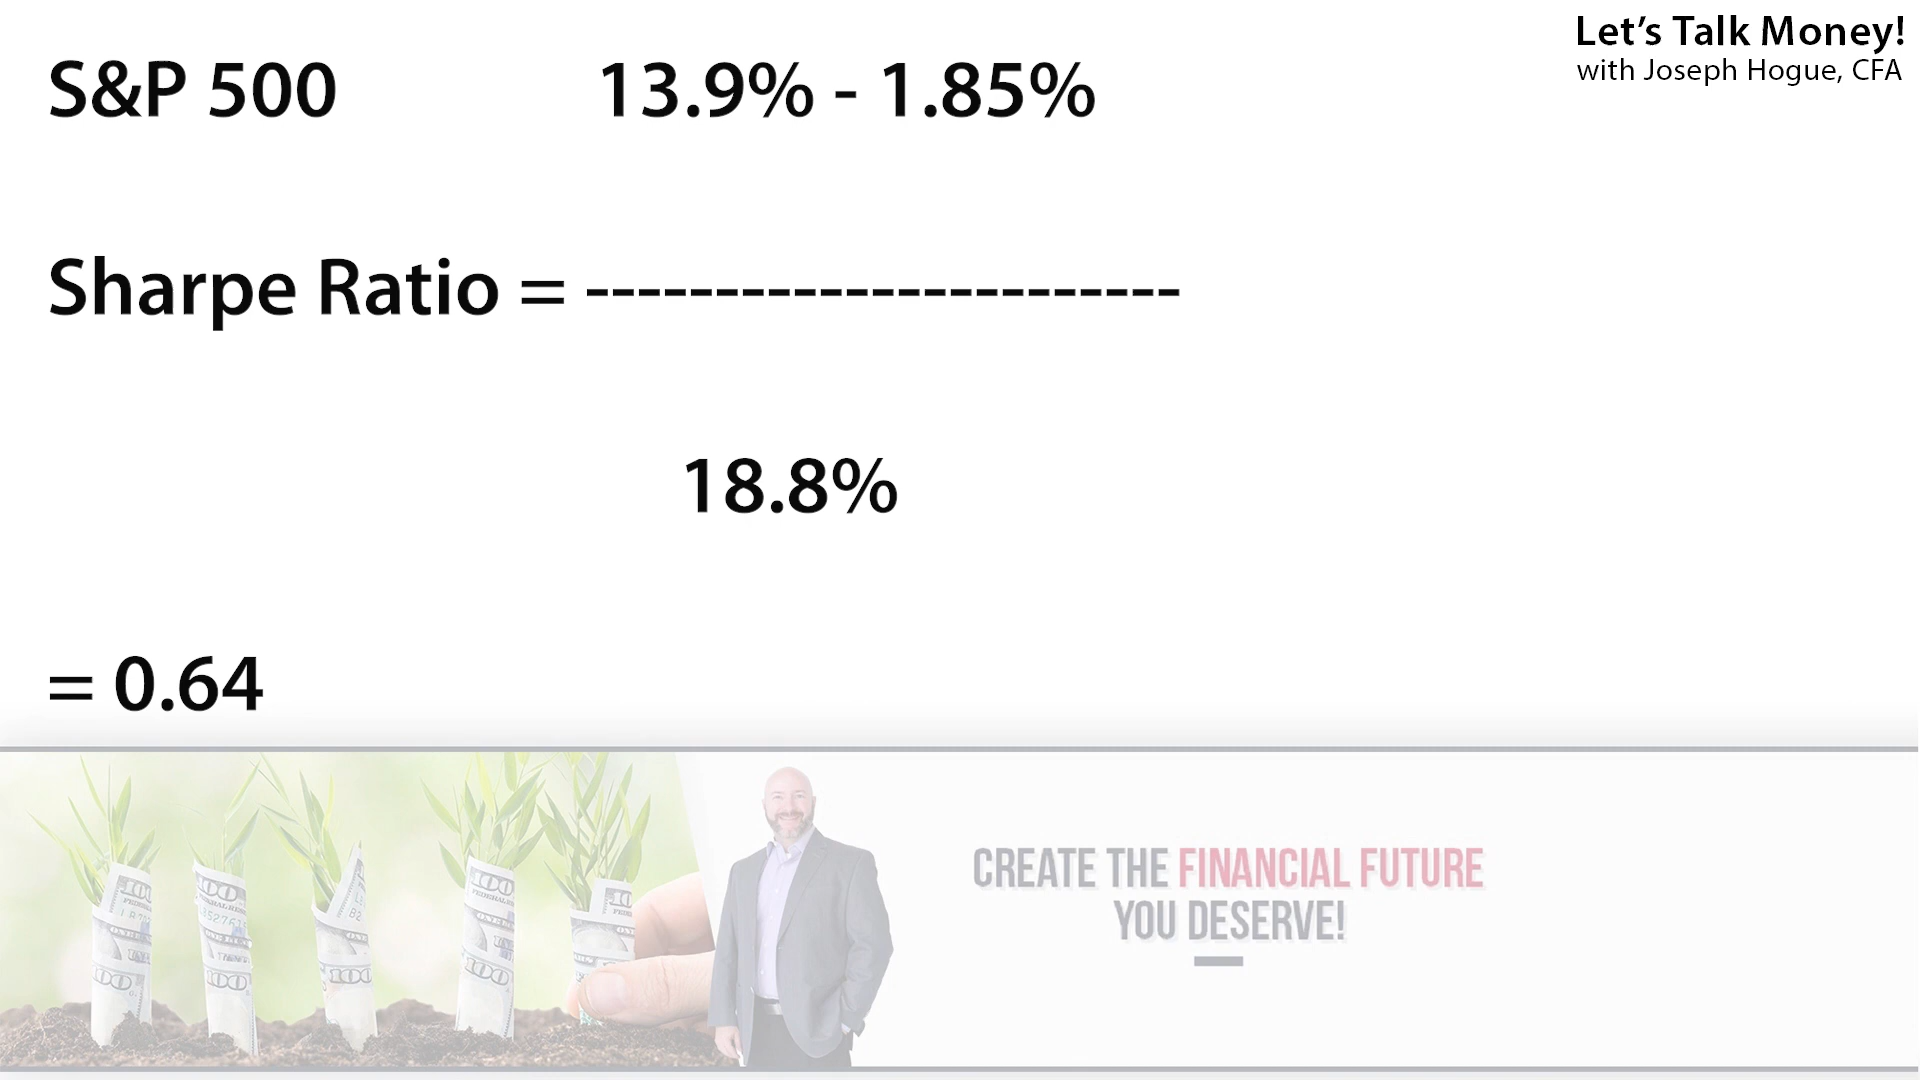 Let's Talk Money!
with Joseph Hogue, CFA
S&P 500 13.9% - 1.85%
Sharpe Ratio = -----------------------
18.8%
= 0.64
CREATE THE FINANCIAL FUTURE
YOU DESERVE!